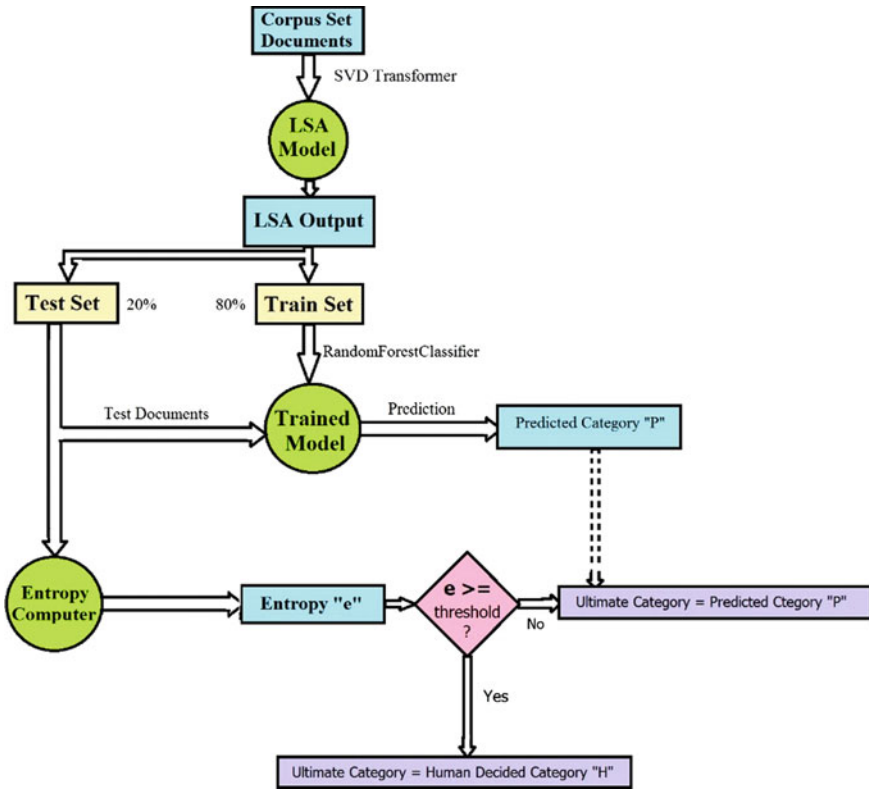 Corpus Set
Documents
SVD Transformer
LSA
Model
LSA Output
Test Set
20%
80%
Train Set
RandomForestClassifier
Test Documents
Trained
Model
Prediction
Predicted Category "P"
Entropy
Computer
Entropy "e"
e >=
threshold
?
No
Ultimate Category = Predicted Ctegory "P"
Yes
Ultimate Category = Human Decided Category "H"